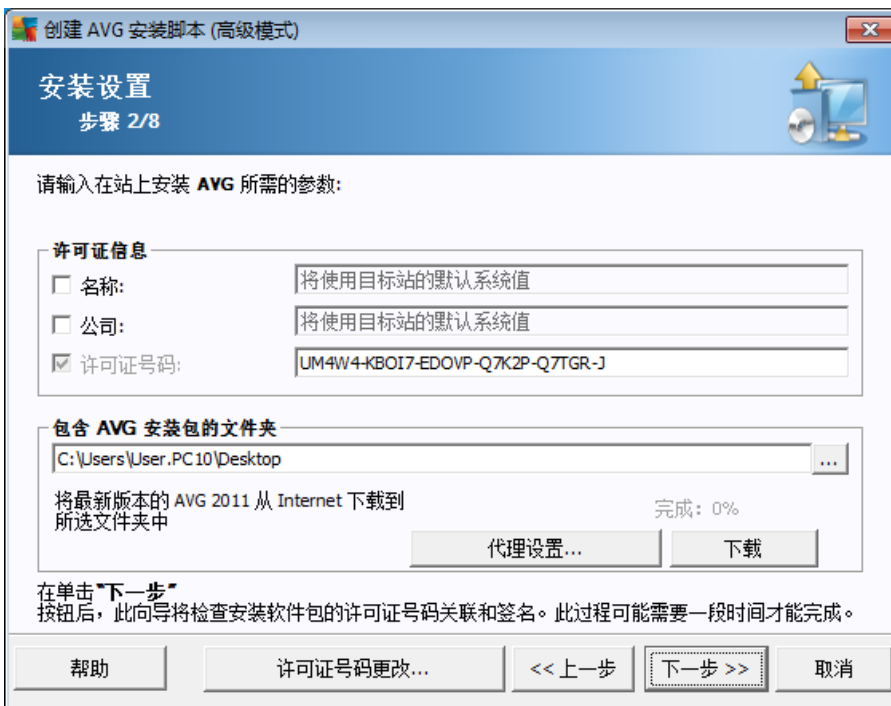 创建 AVG 安装脚本 (高级模式)
安装设置
步骤 2/8
请输入在站上安装 AVG 所需的参数:
许可证信息
名称:
将使用目标站的默认系统值
公司:
将使用目标站的默认系统值
许可证号码:
UM4W4-KBOI7-EDOVP-Q7K2P-Q7TGR-J
包含 AVG 安装包的文件夹
C:\Users\User.PC10\Desktop
...
将最新版本的 AVG 2011 从 Internet 下载到
所选文件夹中
完成: 0%
代理设置...
下载
在单击"下一步"
按钮后，此向导将检查安装软件包的许可证号码关联和签名。此过程可能需要一段时间才能完成。
帮助
许可证号码更改...
<< 上一步
下一步 >>
取消